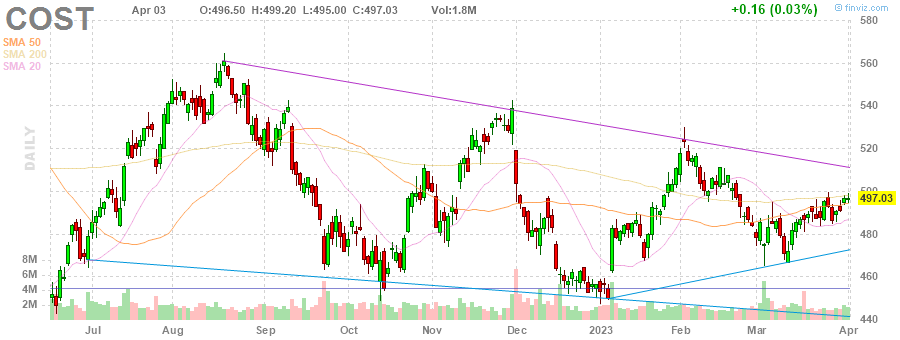 COST Apr 03 O:496.50 H:499.20 L:495.00 C:497.03 Vol:1.8M +0.16 (0.03%) finviz.com
SMA 50
SMA 200
SMA 20
DAILY
580
560
540
520
500
497.03
480
460
440
8M
6M
4M
2M
Jul Aug Sep Oct Nov Dec 2023 Feb Mar Apr